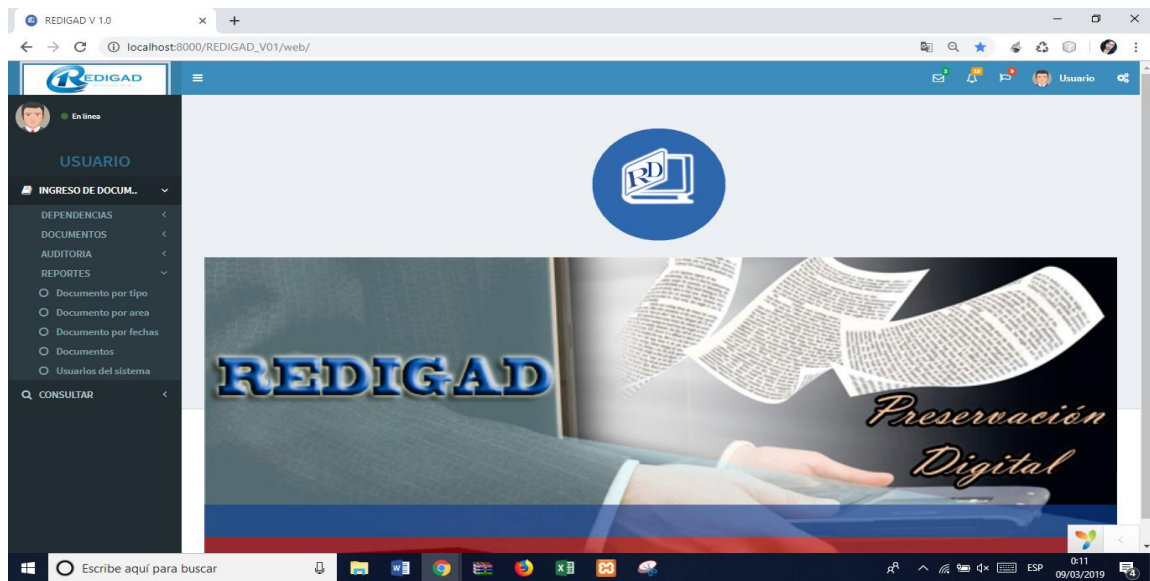 REDIGAD V 1.0
localhost:8000/REDIGAD_V01/web/
REDIGAD
Usuario
En linea
USUARIO
INGRESO DE DOCUM..
DEPENDENCIAS
DOCUMENTOS
AUDITORIA
REPORTES
Documento por tipo
Documento por area
Documento por fechas
Documentos
Usuarios del sistema
CONSULTAR
RD
REDIGAD
Preservación
Digital
Escribe aquí para buscar
ESP
0:11
09/03/2019
4